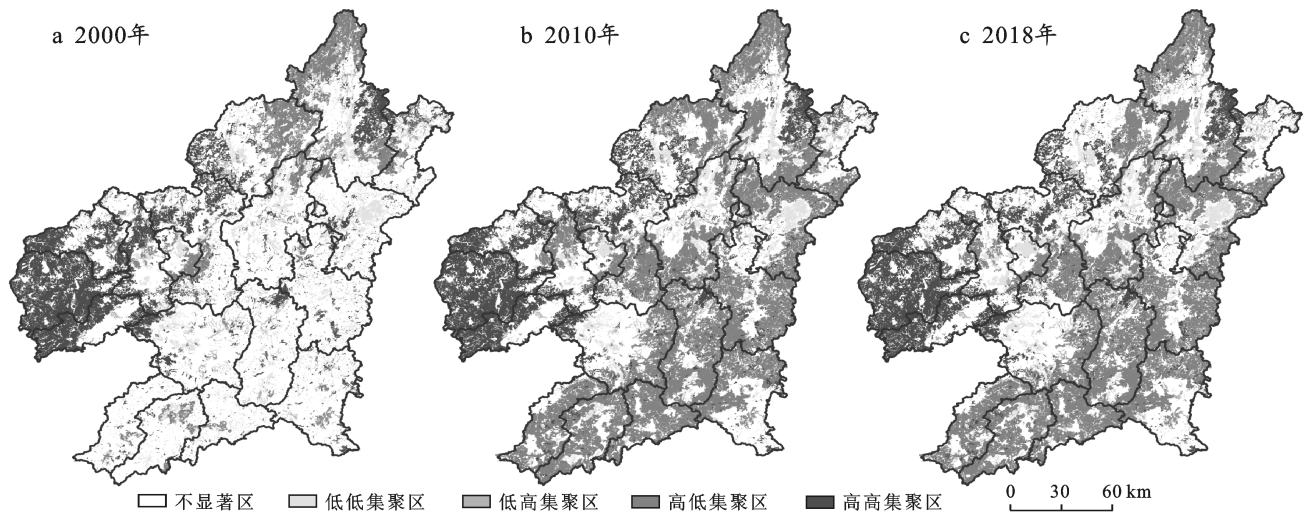 a 2000年
b 2010年
c 2018年
不显著区
低低集聚区
低高集聚区
高低集聚区
高高集聚区
0 30 60 km